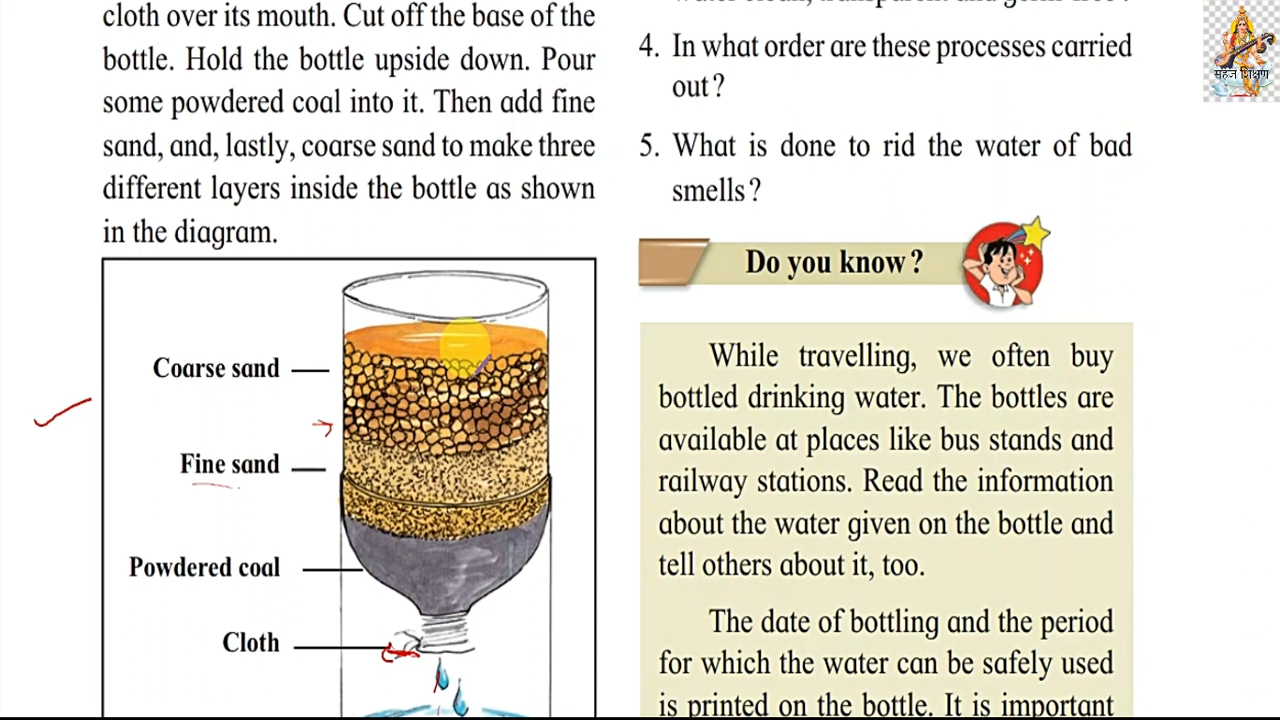 cloth over its mouth. Cut off the base of the
bottle. Hold the bottle upside down. Pour
some powdered coal into it. Then add fine
sand, and, lastly, coarse sand to make three
different layers inside the bottle as shown
in the diagram.
Coarse sand
Fine sand
Powdered coal
Cloth
4. In what order are these processes carried
out?
5. What is done to rid the water of bad
smells?
Do you know?
While travelling, we often buy
bottled drinking water. The bottles are
available at places like bus stands and
railway stations. Read the information
about the water given on the bottle and
tell others about it, too.
The date of bottling and the period
for which the water can be safely used
is printed on the bottle. It is important
सहज शिक्षण